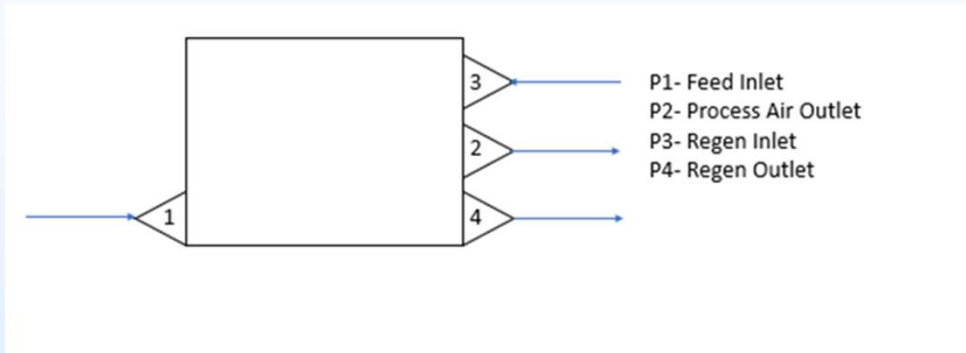 3
P1- Feed Inlet
P2- Process Air Outlet
2
P3- Regen Inlet
P4- Regen Outlet
1
4